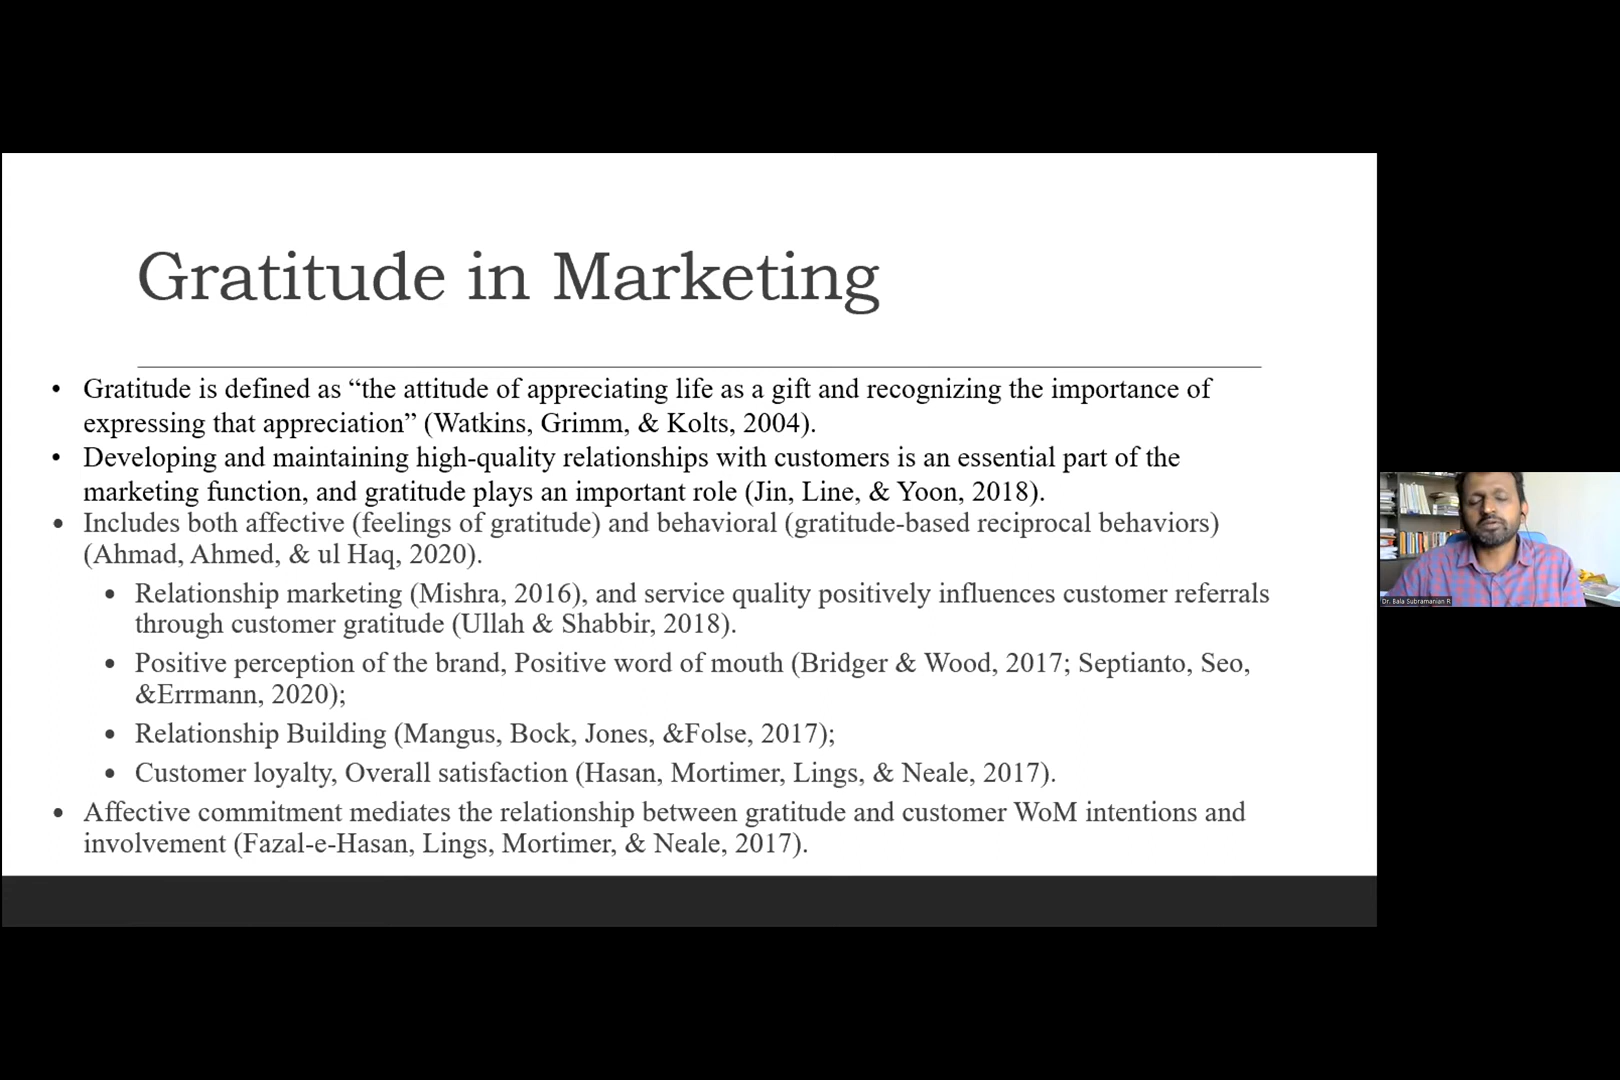 Gratitude in Marketing
• Gratitude is defined as “the attitude of appreciating life as a gift and recognizing the importance of
expressing that appreciation” (Watkins, Grimm, & Kolts, 2004).
• Developing and maintaining high-quality relationships with customers is an essential part of the
marketing function, and gratitude plays an important role (Jin, Line, & Yoon, 2018).
• Includes both affective (feelings of gratitude) and behavioral (gratitude-based reciprocal behaviors)
(Ahmad, Ahmed, & ul Haq, 2020).
• Relationship marketing (Mishra, 2016), and service quality positively influences customer referrals
through customer gratitude (Ullah & Shabbir, 2018).
• Positive perception of the brand, Positive word of mouth (Bridger & Wood, 2017; Septianto, Seo,
&Errmann, 2020);
• Relationship Building (Mangus, Bock, Jones, &Folse, 2017);
• Customer loyalty, Overall satisfaction (Hasan, Mortimer, Lings, & Neale, 2017).
• Affective commitment mediates the relationship between gratitude and customer WoM intentions and
involvement (Fazal-e-Hasan, Lings, Mortimer, & Neale, 2017).
Dr. Bala Subramanian R